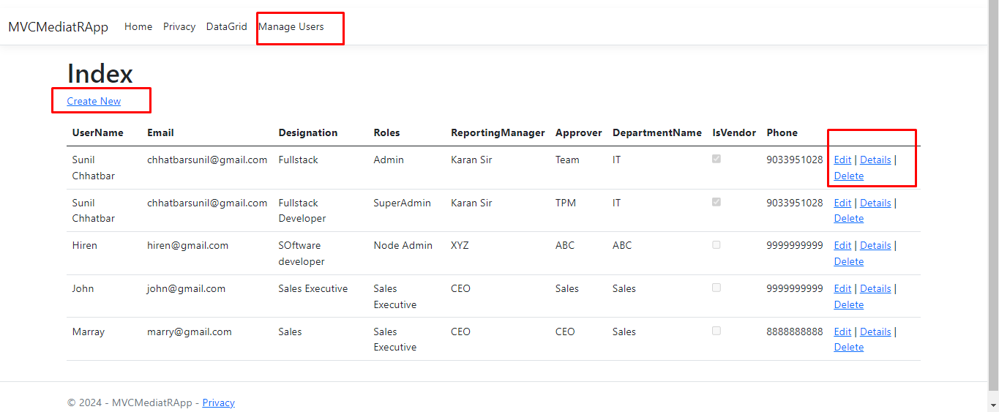 MVCMediatRApp Home Privacy DataGrid Manage Users
Index
Create New
UserName Email Designation Roles ReportingManager Approver DepartmentName IsVendor Phone
Sunil chhatbarsunil@gmail.com Fullstack Admin Karan Sir Team IT 9033951028 Edit | Details |
Chhatbar Delete
Sunil chhatbarsunil@gmail.com Fullstack SuperAdmin Karan Sir TPM IT 9033951028 Edit | Details |
Chhatbar Developer Delete
Hiren hiren@gmail.com SOftware Node Admin XYZ ABC ABC 9999999999 Edit | Details |
developer Delete
John john@gmail.com Sales Executive Sales CEO Sales Sales 9999999999 Edit | Details |
Executive Delete
Marray marry@gmail.com Sales Sales CEO CEO Sales 8888888888 Edit | Details |
Executive Delete
© 2024 - MVCMediatRApp - Privacy